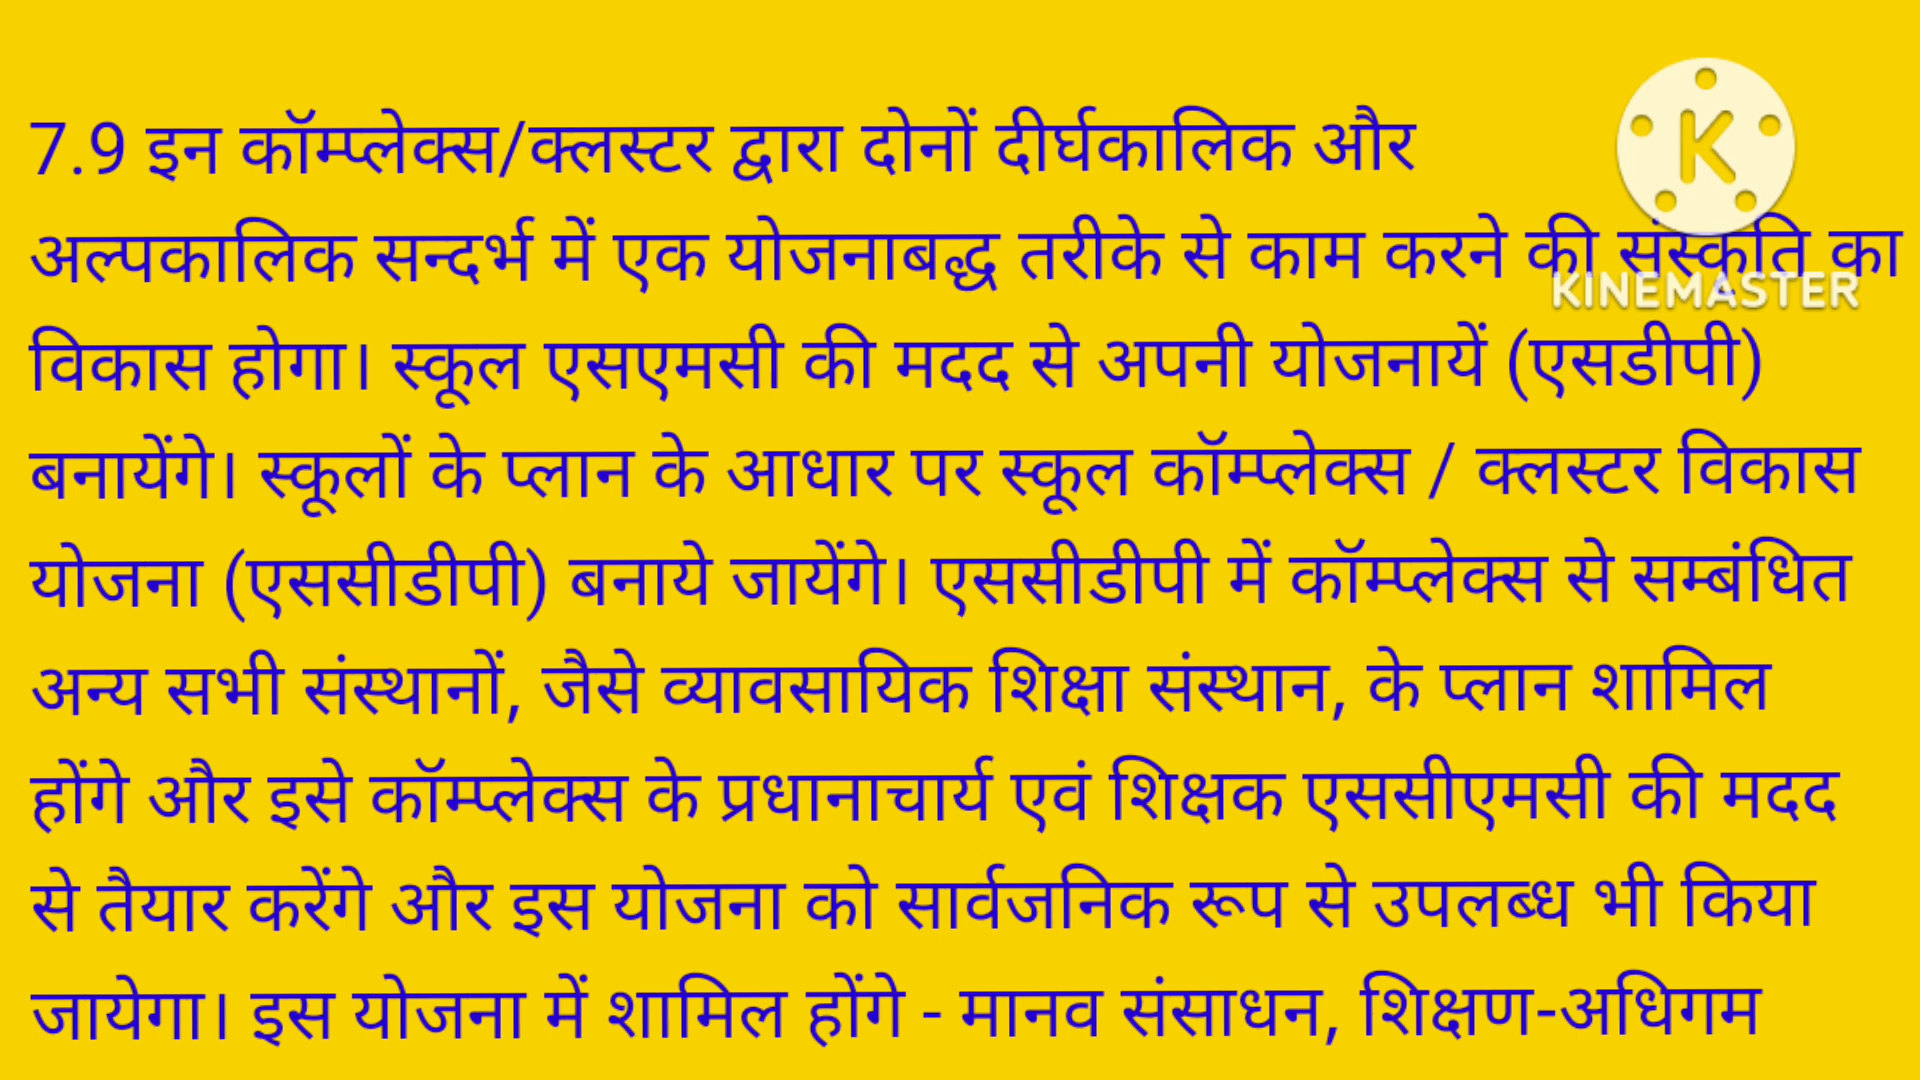 7.9 इन कॉम्प्लेक्स/क्लस्टर द्वारा दोनों दीर्घकालिक और
अल्पकालिक सन्दर्भ में एक योजनाबद्ध तरीके से काम करने की संस्कृति का
विकास होगा। स्कूल एसएमसी की मदद से अपनी योजनायें (एसडीपी)
बनायेंगे। स्कूलों के प्लान के आधार पर स्कूल कॉम्प्लेक्स / क्लस्टर विकास
योजना (एससीडीपी) बनाये जायेंगे। एससीडीपी में कॉम्प्लेक्स से सम्बंधित
अन्य सभी संस्थानों, जैसे व्यावसायिक शिक्षा संस्थान, के प्लान शामिल
होंगे और इसे कॉम्प्लेक्स के प्रधानाचार्य एवं शिक्षक एससीएमसी की मदद
से तैयार करेंगे और इस योजना को सार्वजनिक रूप से उपलब्ध भी किया
जायेगा। इस योजना में शामिल होंगे - मानव संसाधन, शिक्षण-अधिगम
K
KINEMASTER